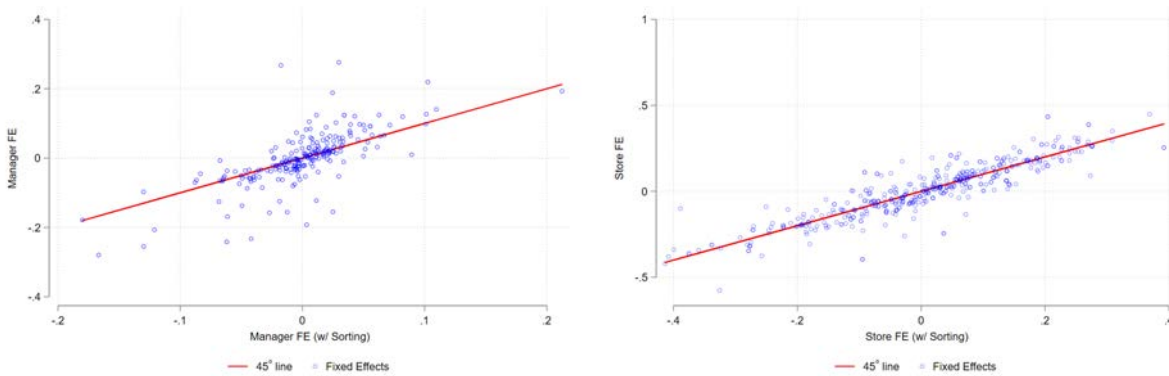 .4
.2
0
-.2
-.4
Manager FE
-.2
-.1
0
.1
.2
Manager FE (w/ Sorting)
45° line
Fixed Effects
1
.5
0
-.5
Store FE
-.4
-.2
0
.2
.4
Store FE (w/ Sorting)
45° line
Fixed Effects